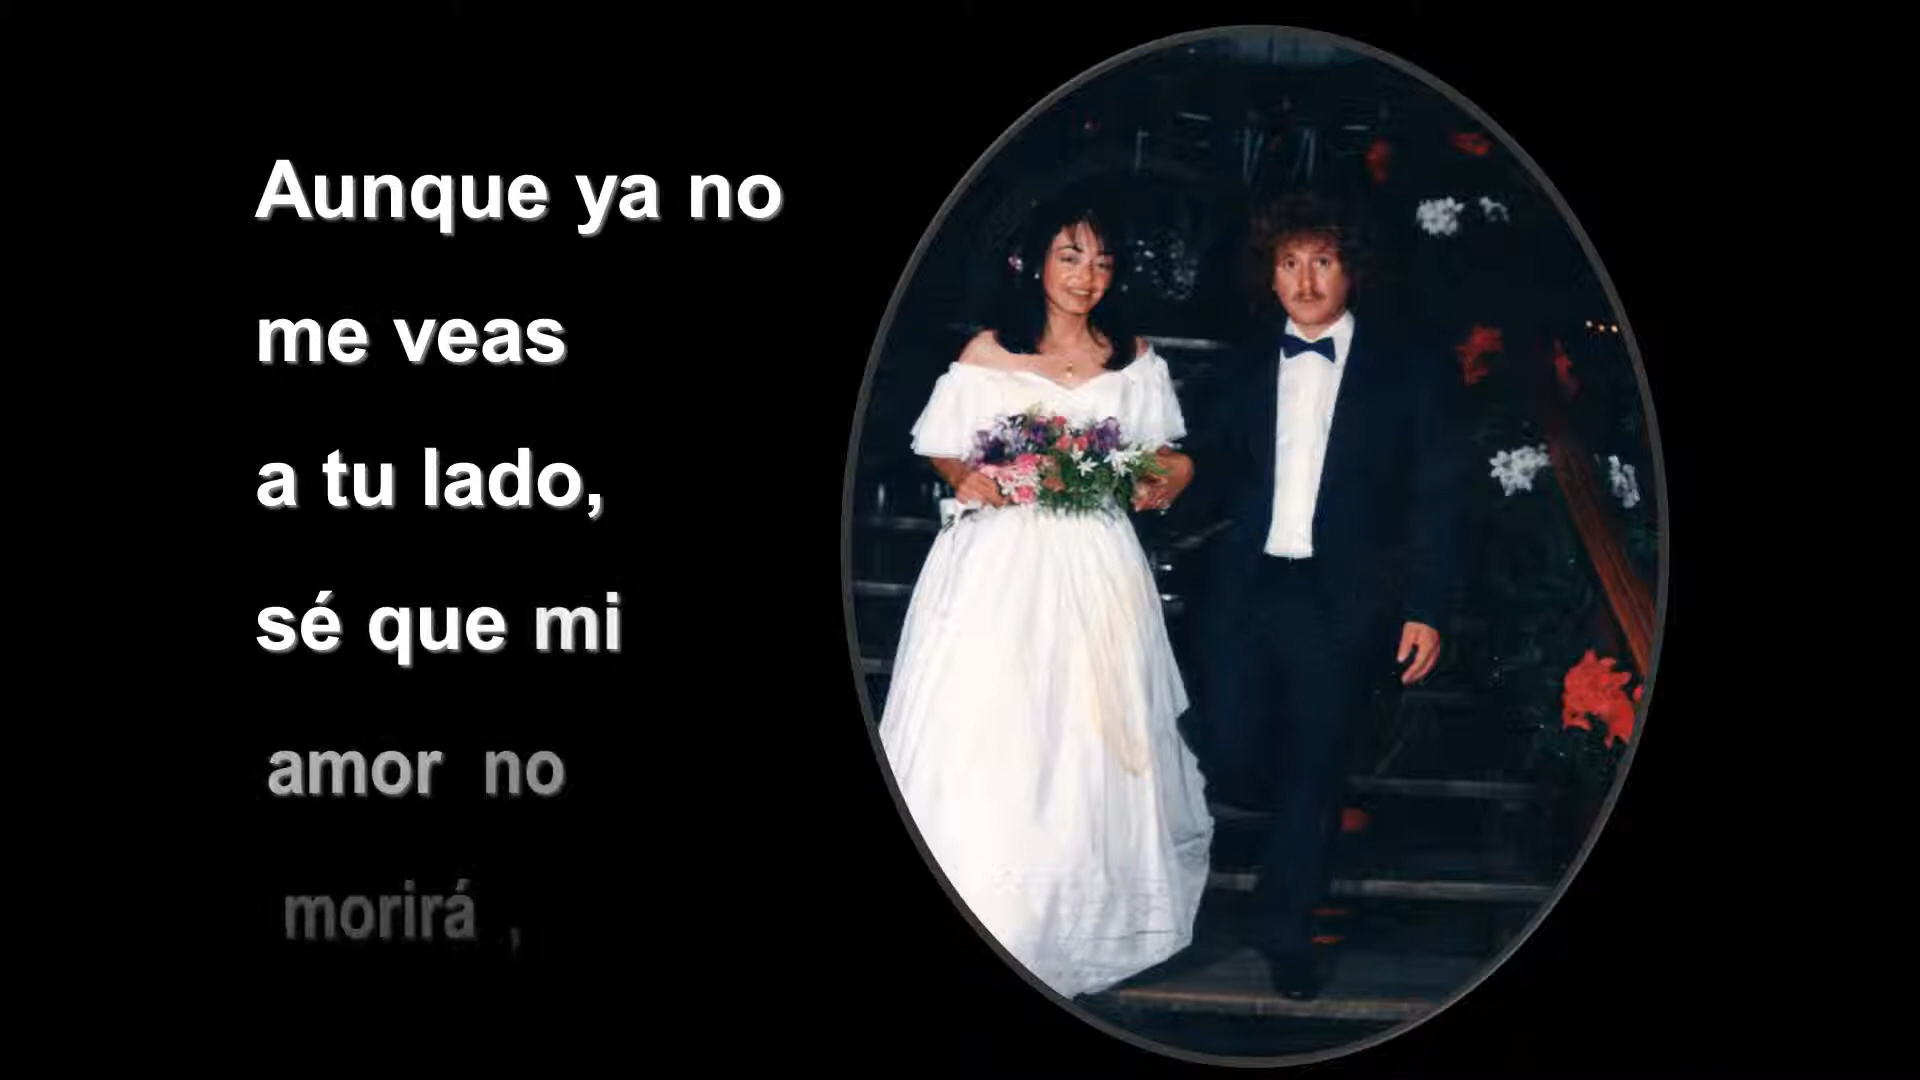 Aunque ya no
me veas
a tu lado,
sé que mi
amor no
morirá ,